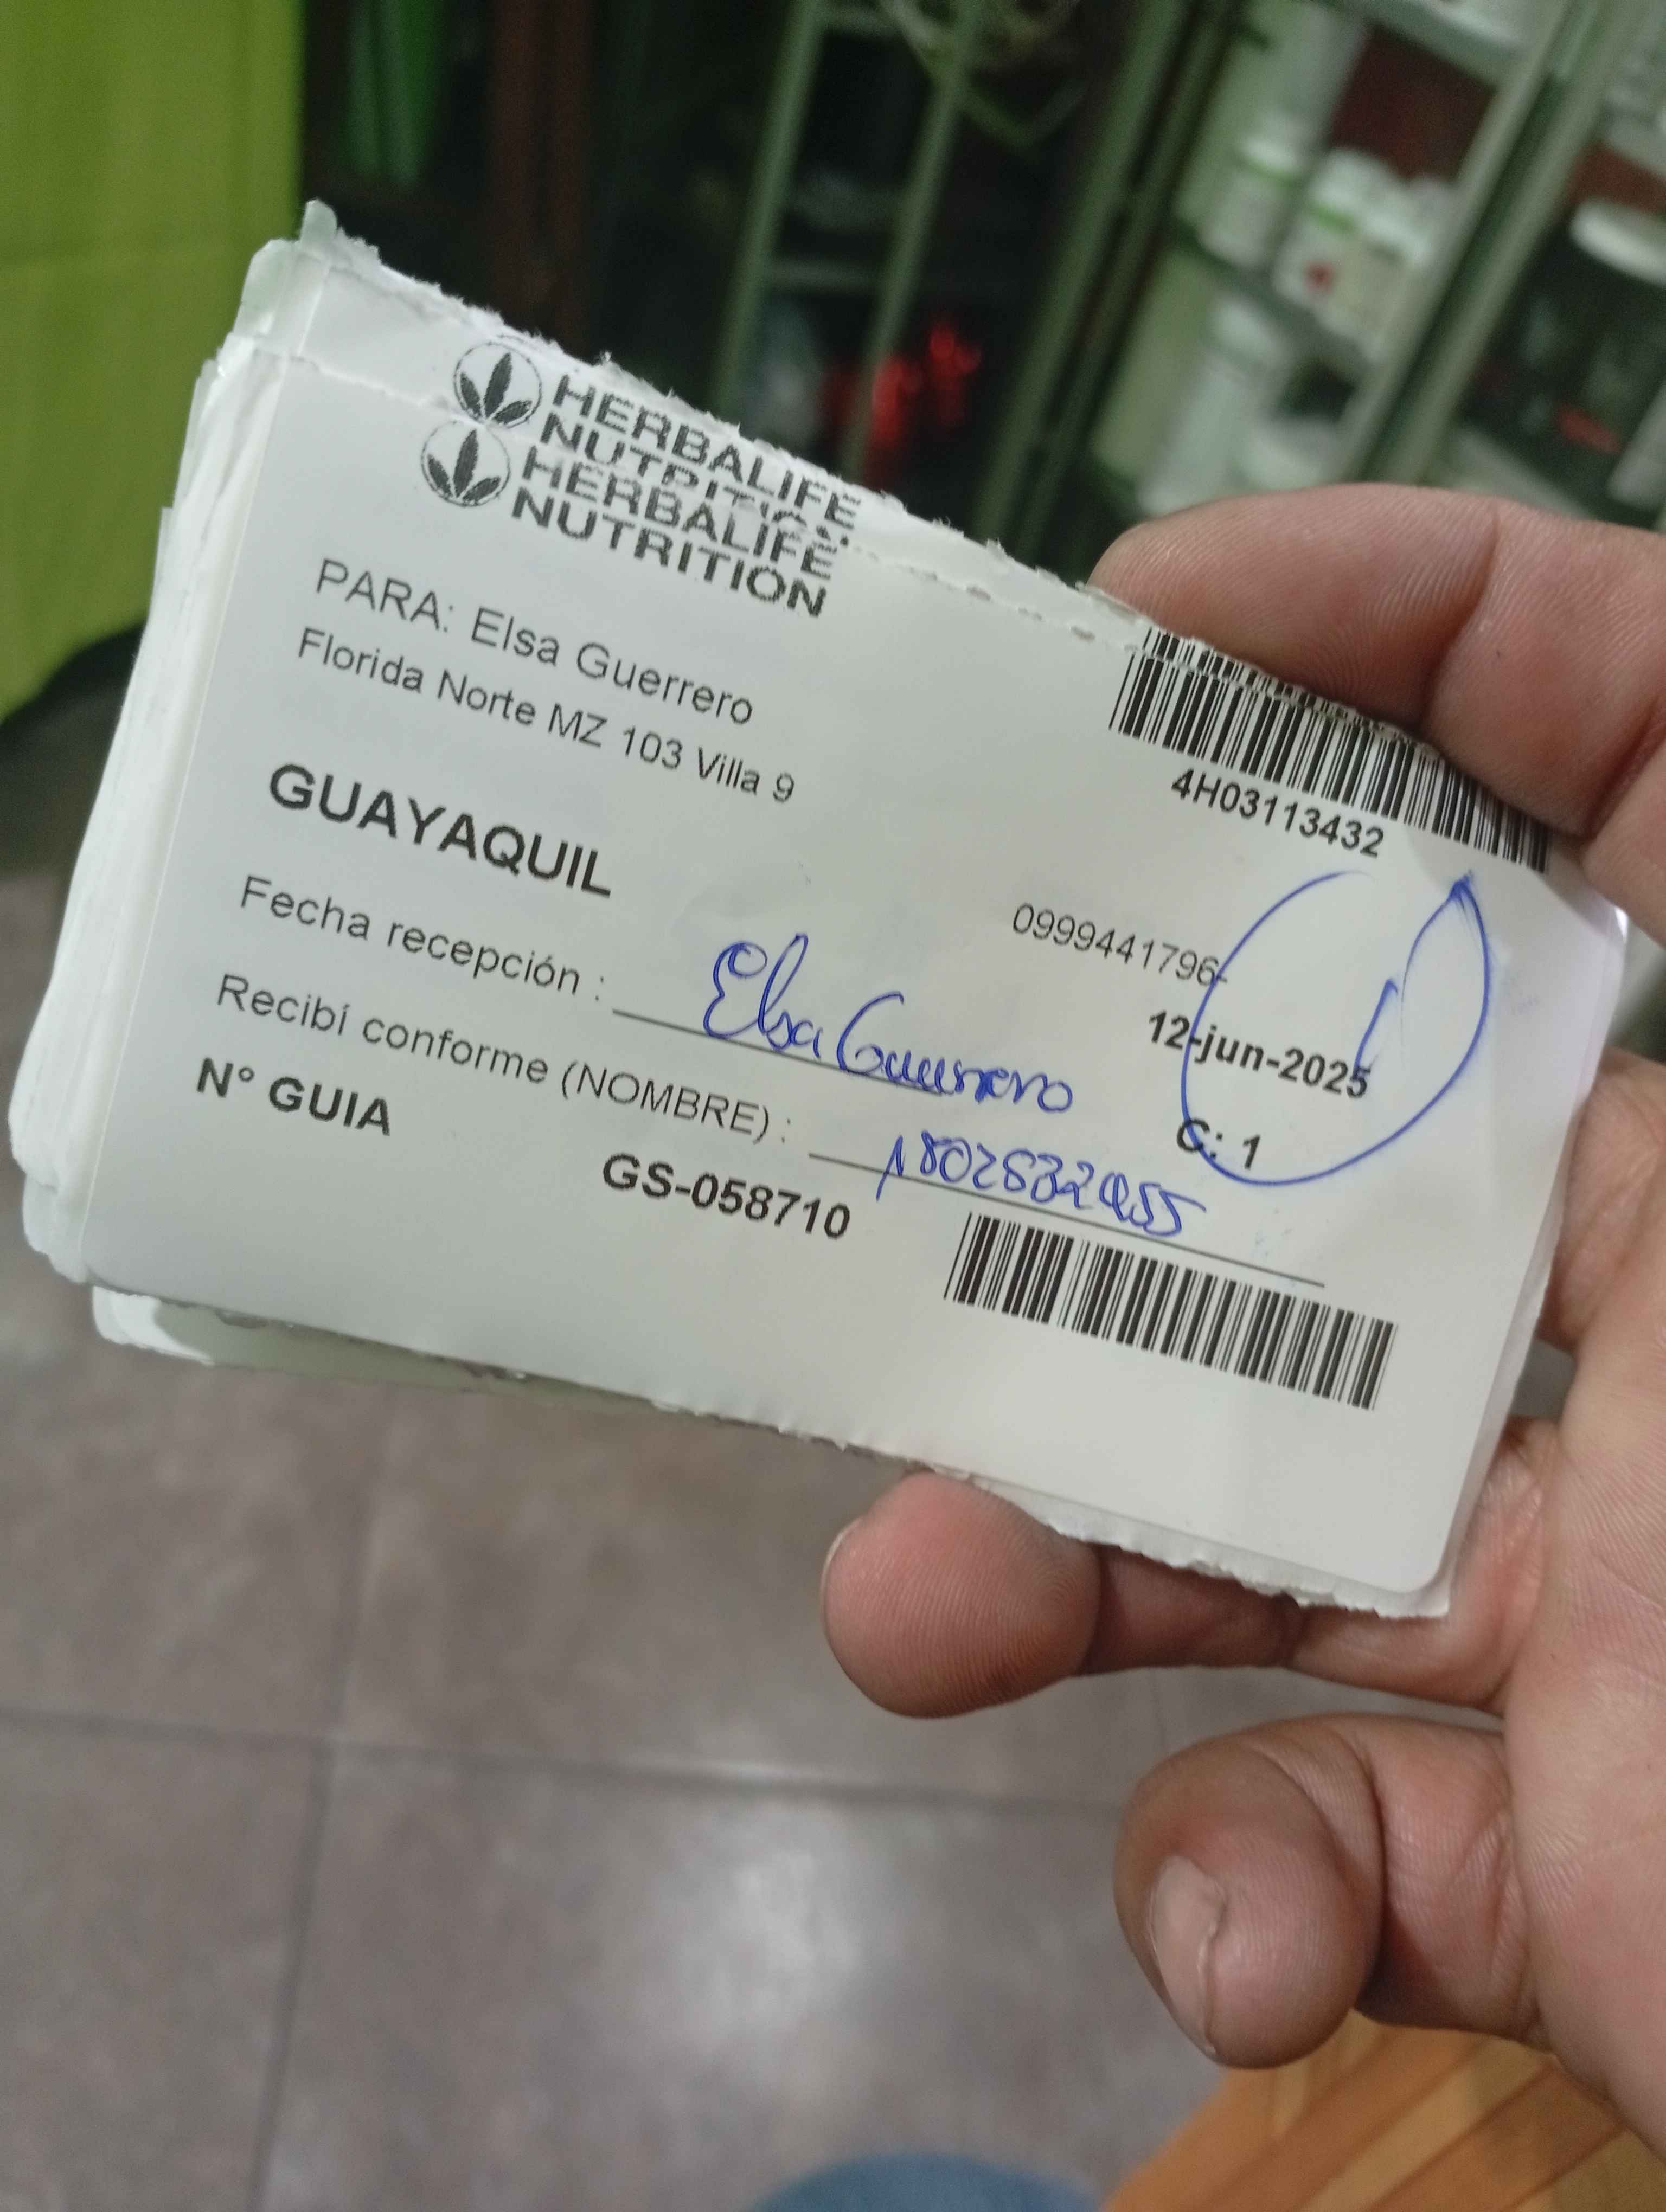 HERBALIFE
NUTRITION
HERBALIFE
NUTRITION
4H03113432
PARA: Elsa Guerrero
Florida Norte MZ 103 Villa 9
GUAYAQUIL
0999441796-
12-jun-2025
Fecha recepción : Elsa Guerrero
C: 1
Recibí conforme (NOMBRE) :
N° GUIA
GS-058710